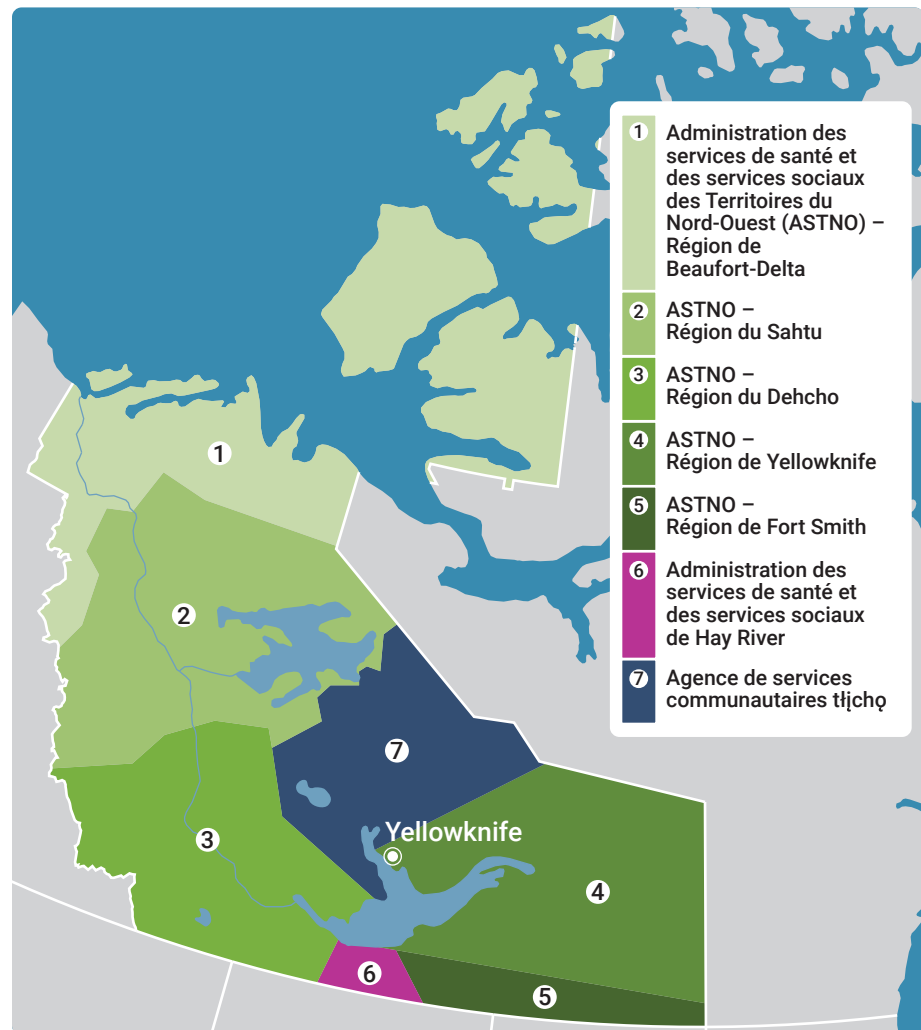 1 Administration des
services de santé et
des services sociaux
des Territoires du
Nord-Ouest (ASTNO) –
Région de
Beaufort-Delta
2 ASTNO –
Région du Sahtu
3 ASTNO –
Région du Dehcho
4 ASTNO –
Région de Yellowknife
5 ASTNO –
Région de Fort Smith
6 Administration des
services de santé et
des services sociaux
de Hay River
7 Agence de services
communautaires tłı̨chǫ
1
2
7
Yellowknife
3
4
6
5